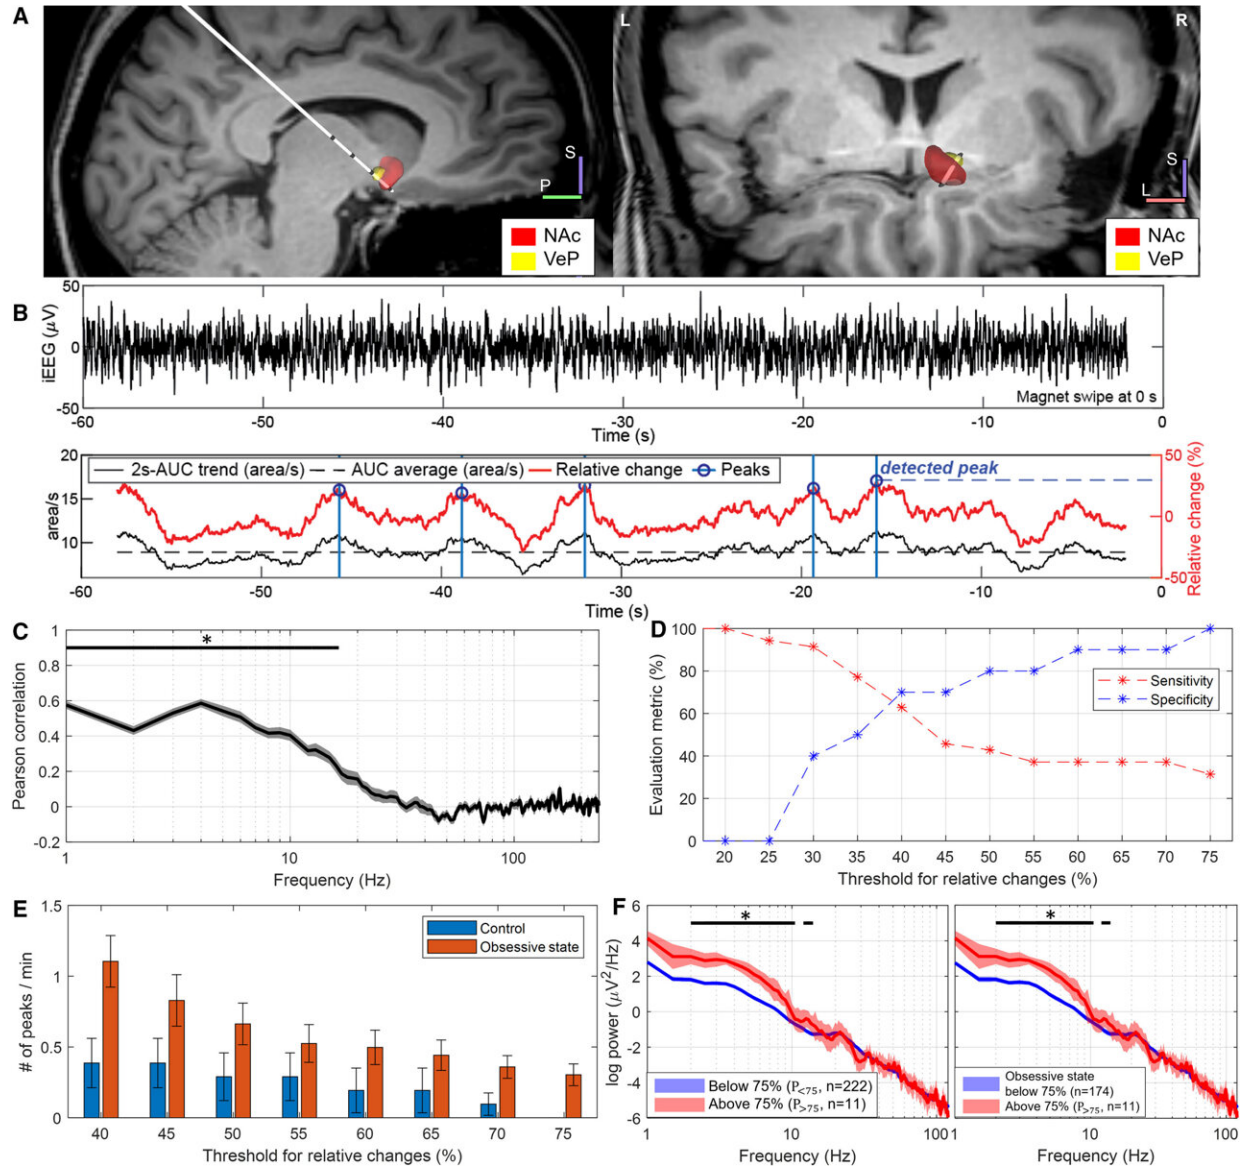 A
L
R
S
P
S
L
NAc
VeP
NAc
VeP
B
iEEG (μV)
50
0
-50
Magnet swipe at 0 s
-60
-50
-40
-30
-20
-10
0
Time (s)
area/s
20
15
10
2s-AUC trend (area/s)
AUC average (area/s)
Relative change
Peaks
detected peak
50
0
-50
Relative change (%)
-60
-50
-40
-30
-20
-10
0
Time (s)
C
Pearson correlation
1
0.8
0.6
0.4
0.2
0
-0.2
*
1
10
100
Frequency (Hz)
D
Evaluation metric (%)
100
80
60
40
20
0
Sensitivity
Specificity
20 25 30 35 40 45 50 55 60 65 70 75
Threshold for relative changes (%)
E
# of peaks / min
1.5
1
0.5
0
Control
Obsessive state
40 45 50 55 60 65 70 75
Threshold for relative changes (%)
F
log power (μV²/Hz)
6
4
2
0
-2
-4
-6
*
Below 75% (P<75, n=222)
Above 75% (P>75, n=11)
1
10
100
Frequency (Hz)
*
Obsessive state
below 75% (n=174)
Above 75% (P>75, n=11)
1
10
100
Frequency (Hz)